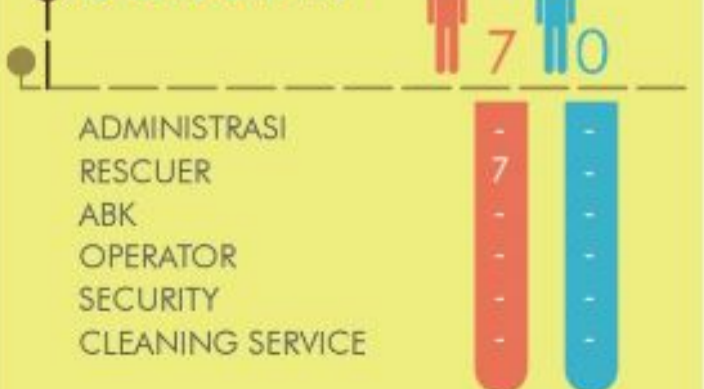 7 0
ADMINISTRASI - -
RESCUER 7 -
ABK - -
OPERATOR - -
SECURITY - -
CLEANING SERVICE - -